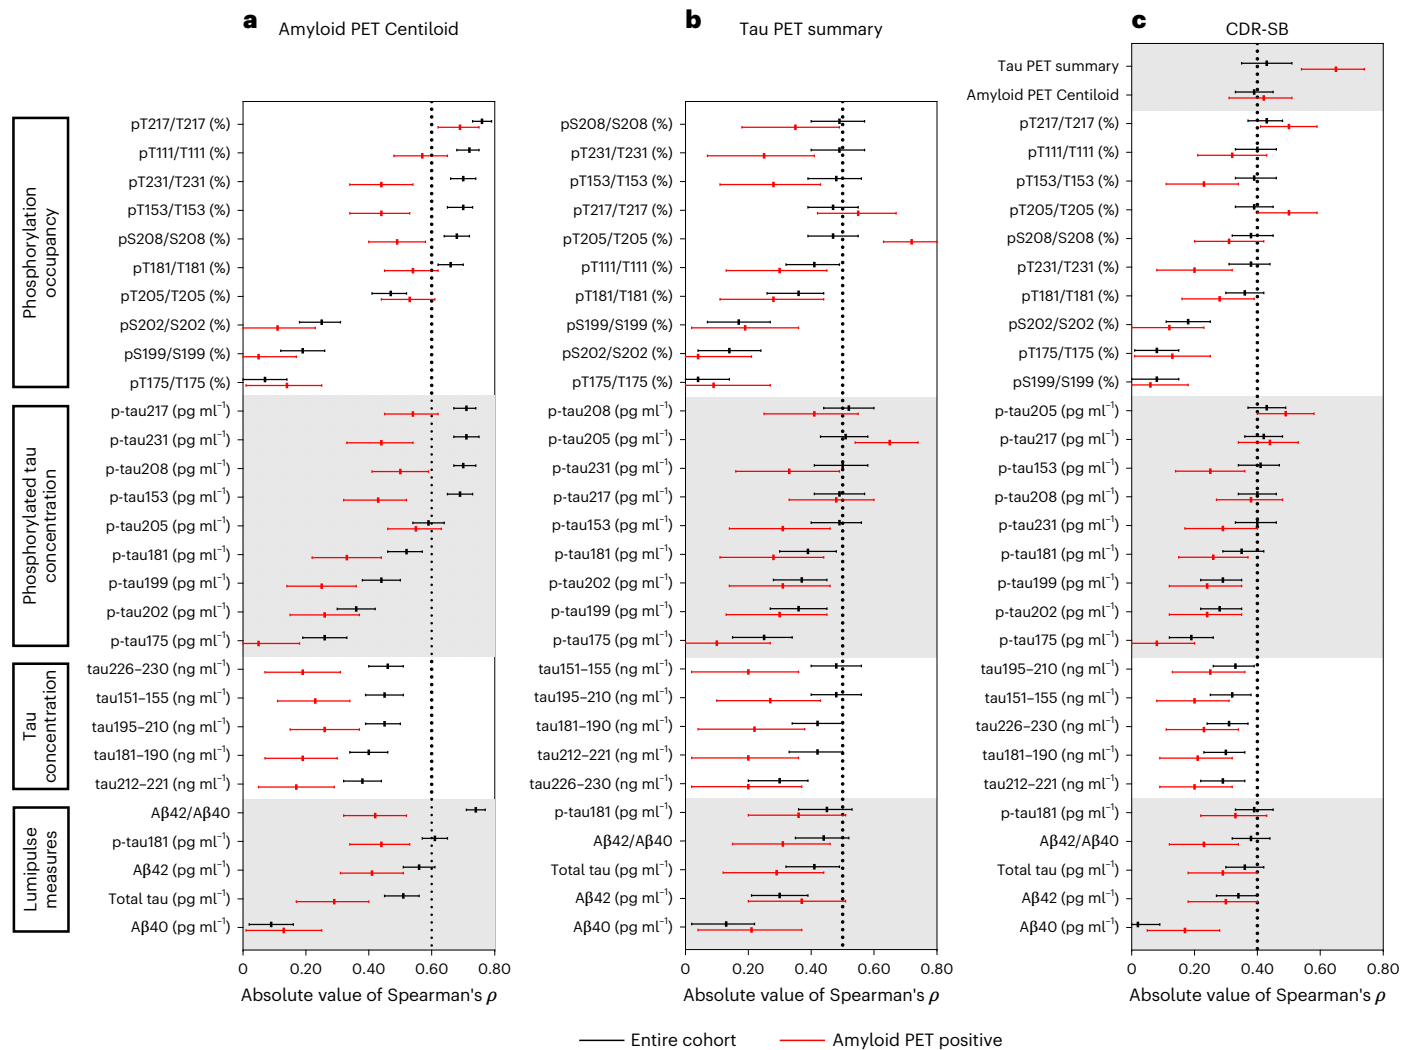 a
Amyloid PET Centiloid
Phosphorylation
occupancy
pT217/T217 (%)
pT111/T111 (%)
pT231/T231 (%)
pT153/T153 (%)
pS208/S208 (%)
pT181/T181 (%)
pT205/T205 (%)
pS202/S202 (%)
pS199/S199 (%)
pT175/T175 (%)
Phosphorylated tau
concentration
p-tau217 (pg ml⁻¹)
p-tau231 (pg ml⁻¹)
p-tau208 (pg ml⁻¹)
p-tau153 (pg ml⁻¹)
p-tau205 (pg ml⁻¹)
p-tau181 (pg ml⁻¹)
p-tau199 (pg ml⁻¹)
p-tau202 (pg ml⁻¹)
p-tau175 (pg ml⁻¹)
Tau
concentration
tau226–230 (ng ml⁻¹)
tau151–155 (ng ml⁻¹)
tau195–210 (ng ml⁻¹)
tau181–190 (ng ml⁻¹)
tau212–221 (ng ml⁻¹)
Lumipulse
measures
Aβ42/Aβ40
p-tau181 (pg ml⁻¹)
Aβ42 (pg ml⁻¹)
Total tau (pg ml⁻¹)
Aβ40 (pg ml⁻¹)
0 0.20 0.40 0.60 0.80
Absolute value of Spearman's ρ
b
Tau PET summary
pS208/S208 (%)
pT231/T231 (%)
pT153/T153 (%)
pT217/T217 (%)
pT205/T205 (%)
pT111/T111 (%)
pT181/T181 (%)
pS199/S199 (%)
pS202/S202 (%)
pT175/T175 (%)
p-tau208 (pg ml⁻¹)
p-tau205 (pg ml⁻¹)
p-tau231 (pg ml⁻¹)
p-tau217 (pg ml⁻¹)
p-tau153 (pg ml⁻¹)
p-tau181 (pg ml⁻¹)
p-tau202 (pg ml⁻¹)
p-tau199 (pg ml⁻¹)
p-tau175 (pg ml⁻¹)
tau151–155 (ng ml⁻¹)
tau195–210 (ng ml⁻¹)
tau181–190 (ng ml⁻¹)
tau212–221 (ng ml⁻¹)
tau226–230 (ng ml⁻¹)
p-tau181 (pg ml⁻¹)
Aβ42/Aβ40
Total tau (pg ml⁻¹)
Aβ42 (pg ml⁻¹)
Aβ40 (pg ml⁻¹)
0 0.20 0.40 0.60 0.80
Absolute value of Spearman's ρ
c
CDR-SB
Tau PET summary
Amyloid PET Centiloid
pT217/T217 (%)
pT111/T111 (%)
pT153/T153 (%)
pT205/T205 (%)
pS208/S208 (%)
pT231/T231 (%)
pT181/T181 (%)
pS202/S202 (%)
pT175/T175 (%)
pS199/S199 (%)
p-tau205 (pg ml⁻¹)
p-tau217 (pg ml⁻¹)
p-tau153 (pg ml⁻¹)
p-tau208 (pg ml⁻¹)
p-tau231 (pg ml⁻¹)
p-tau181 (pg ml⁻¹)
p-tau199 (pg ml⁻¹)
p-tau202 (pg ml⁻¹)
p-tau175 (pg ml⁻¹)
tau195–210 (ng ml⁻¹)
tau151–155 (ng ml⁻¹)
tau226–230 (ng ml⁻¹)
tau181–190 (ng ml⁻¹)
tau212–221 (ng ml⁻¹)
p-tau181 (pg ml⁻¹)
Aβ42/Aβ40
Total tau (pg ml⁻¹)
Aβ42 (pg ml⁻¹)
Aβ40 (pg ml⁻¹)
0 0.20 0.40 0.60 0.80
Absolute value of Spearman's ρ
Entire cohort
Amyloid PET positive